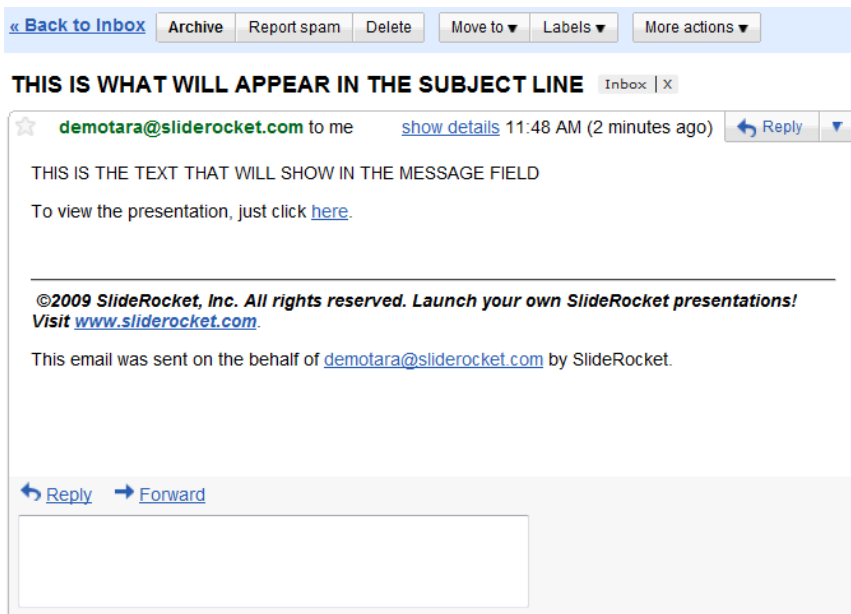 « Back to Inbox Archive Report spam Delete Move to ▼ Labels ▼ More actions ▼
THIS IS WHAT WILL APPEAR IN THE SUBJECT LINE Inbox | X
demotara@sliderocket.com to me show details 11:48 AM (2 minutes ago) Reply ▼
THIS IS THE TEXT THAT WILL SHOW IN THE MESSAGE FIELD
To view the presentation, just click here.
©2009 SlideRocket, Inc. All rights reserved. Launch your own SlideRocket presentations!
Visit www.sliderocket.com.
This email was sent on the behalf of demotara@sliderocket.com by SlideRocket.
Reply Forward